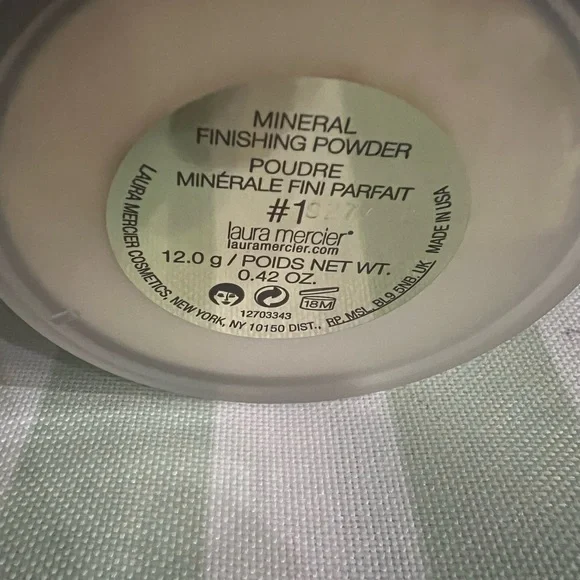 MINERAL
FINISHING POWDER
POUDRE
MINÉRALE FINI PARFAIT
#1
laura mercier®
lauramercier.com
12.0 g / POIDS NET WT.
0.42 OZ.
18M
12703343
LAURA MERCIER COSMETICS, NEW YORK, NY 10150 DIST., BP, MSL, BL9 5NB, UK MADE IN USA